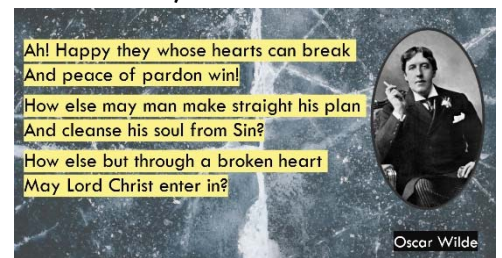 Ah! Happy they whose hearts can break
And peace of pardon win!
How else may man make straight his plan
And cleanse his soul from Sin?
How else but through a broken heart
May Lord Christ enter in?
Oscar Wilde